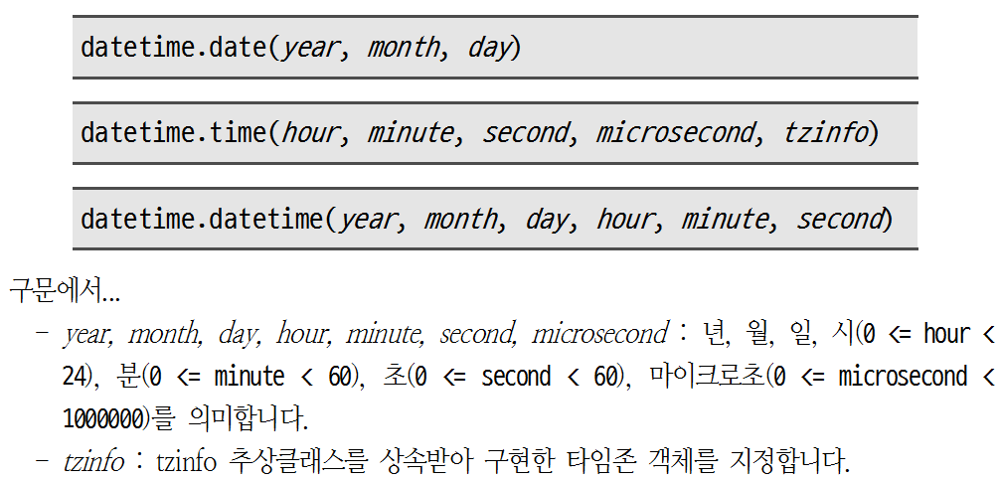 datetime.date(year, month, day)
datetime.time(hour, minute, second, microsecond, tzinfo)
datetime.datetime(year, month, day, hour, minute, second)
구문에서...
- year, month, day, hour, minute, second, microsecond : 년, 월, 일, 시(0 <= hour <
24), 분(0 <= minute < 60), 초(0 <= second < 60), 마이크로초(0 <= microsecond <
1000000)를 의미합니다.
- tzinfo : tzinfo 추상클래스를 상속받아 구현한 타임존 객체를 지정합니다.